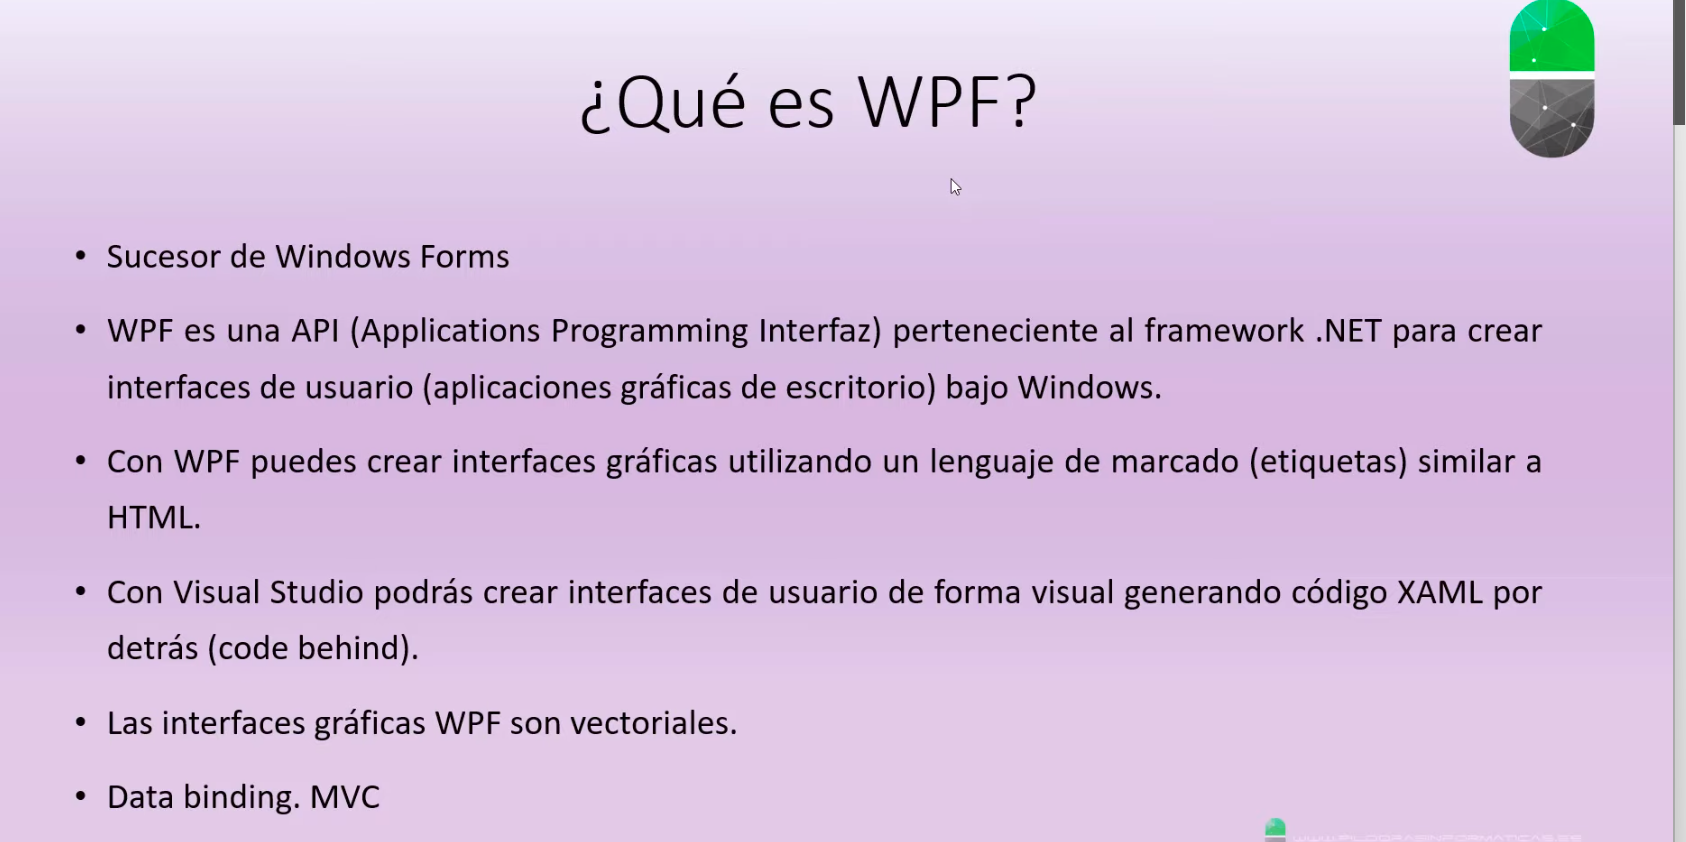 ¿Qué es WPF?
• Sucesor de Windows Forms
• WPF es una API (Applications Programming Interfaz) perteneciente al framework .NET para crear
interfaces de usuario (aplicaciones gráficas de escritorio) bajo Windows.
• Con WPF puedes crear interfaces gráficas utilizando un lenguaje de marcado (etiquetas) similar a
HTML.
• Con Visual Studio podrás crear interfaces de usuario de forma visual generando código XAML por
detrás (code behind).
• Las interfaces gráficas WPF son vectoriales.
• Data binding. MVC